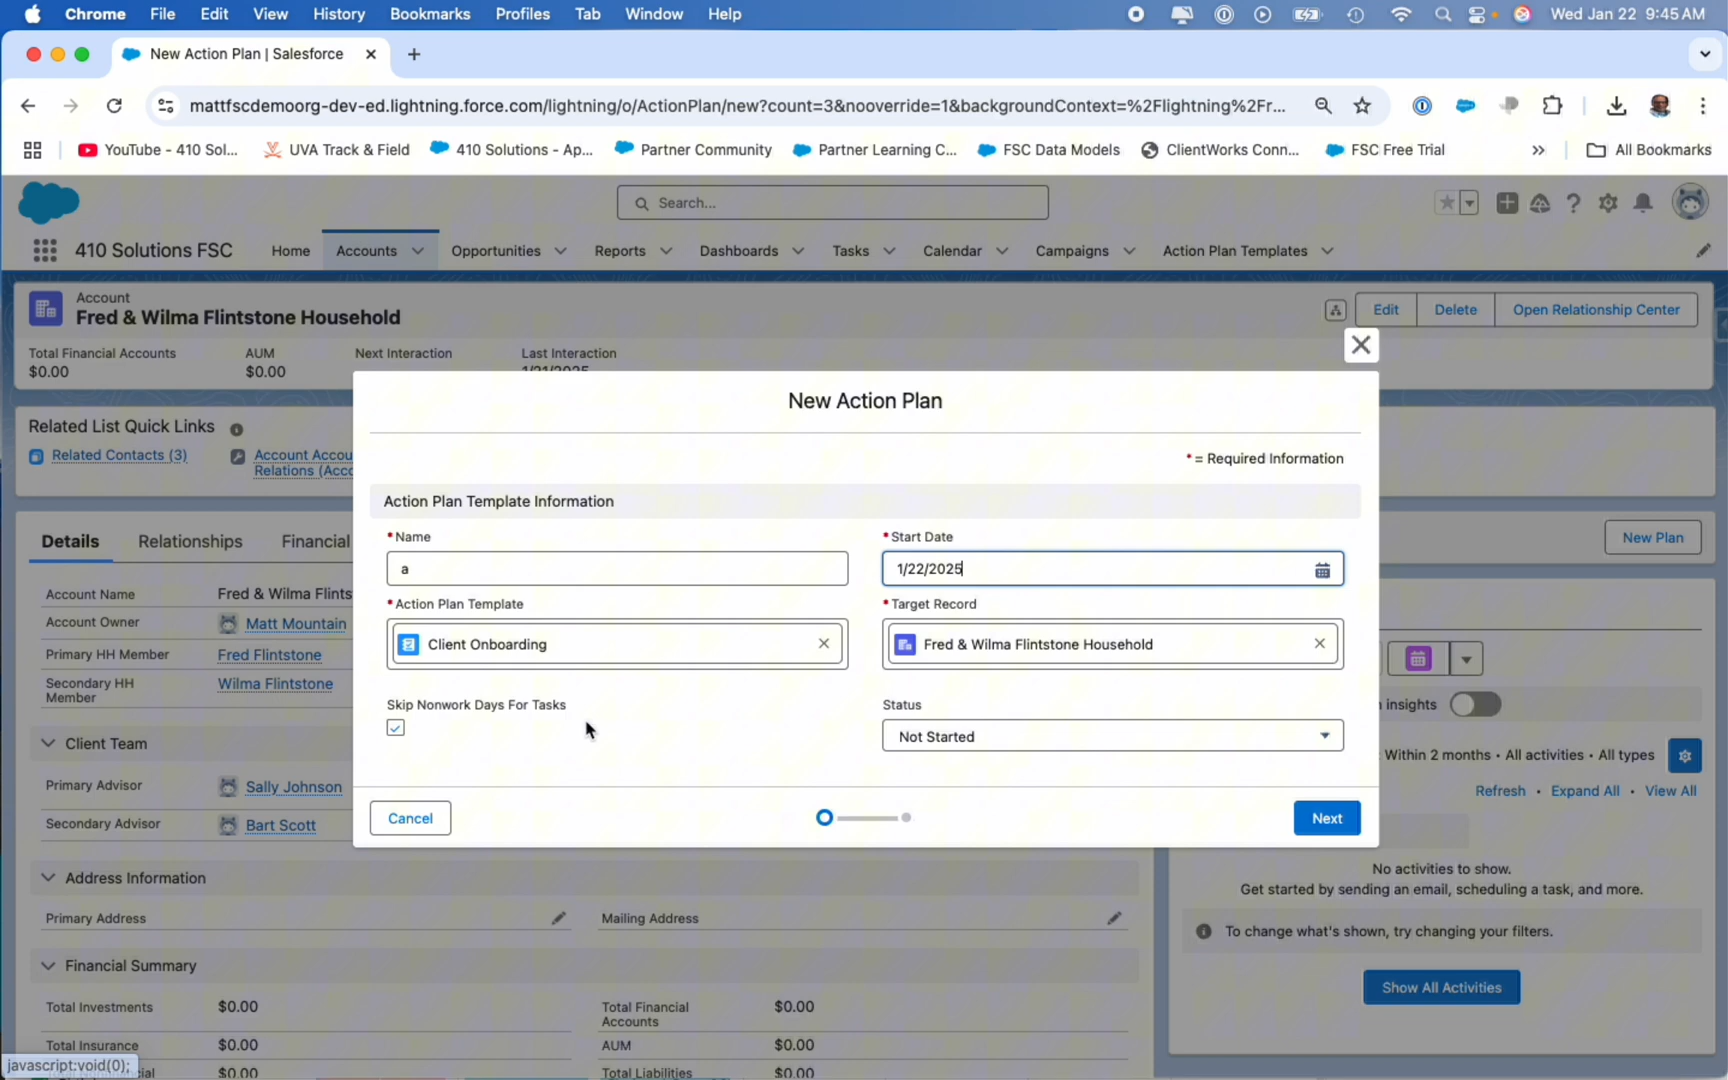 Chrome File Edit View History Bookmarks Profiles Tab Window Help Wed Jan 22 9:45 AM
New Action Plan | Salesforce
mattfscdemoorg-dev-ed.lightning.force.com/lightning/o/ActionPlan/new?count=3&nooverride=1&backgroundContext=%2Flightning%2Fr...
YouTube - 410 Sol... UVA Track & Field 410 Solutions - Ap... Partner Community Partner Learning C... FSC Data Models ClientWorks Conn... FSC Free Trial All Bookmarks
Search...
410 Solutions FSC Home Accounts Opportunities Reports Dashboards Tasks Calendar Campaigns Action Plan Templates
Account
Fred & Wilma Flintstone Household
Edit Delete Open Relationship Center
Total Financial Accounts AUM Next Interaction Last Interaction
$0.00 $0.00 1/21/2025
Related List Quick Links
Related Contacts (3) Account Accou
Relations (Acco
Details Relationships Financial
New Plan
Account Name Fred & Wilma Flints
Account Owner Matt Mountain
Primary HH Member Fred Flintstone
Secondary HH
Member
Wilma Flintstone
Client Team
Primary Advisor Sally Johnson
Secondary Advisor Bart Scott
New Action Plan
* = Required Information
Action Plan Template Information
* Name * Start Date
a 1/22/2025
* Action Plan Template * Target Record
Client Onboarding Fred & Wilma Flintstone Household
Skip Nonwork Days For Tasks Status
Not Started
Cancel Next
insights
Within 2 months • All activities • All types
Refresh • Expand All • View All
No activities to show.
Get started by sending an email, scheduling a task, and more.
To change what's shown, try changing your filters.
Show All Activities
Address Information
Primary Address Mailing Address
Financial Summary
Total Investments $0.00 Total Financial
Accounts
$0.00
Total Insurance $0.00 AUM $0.00
$0.00 Total Liabilities $0.00
javascript:void(0);